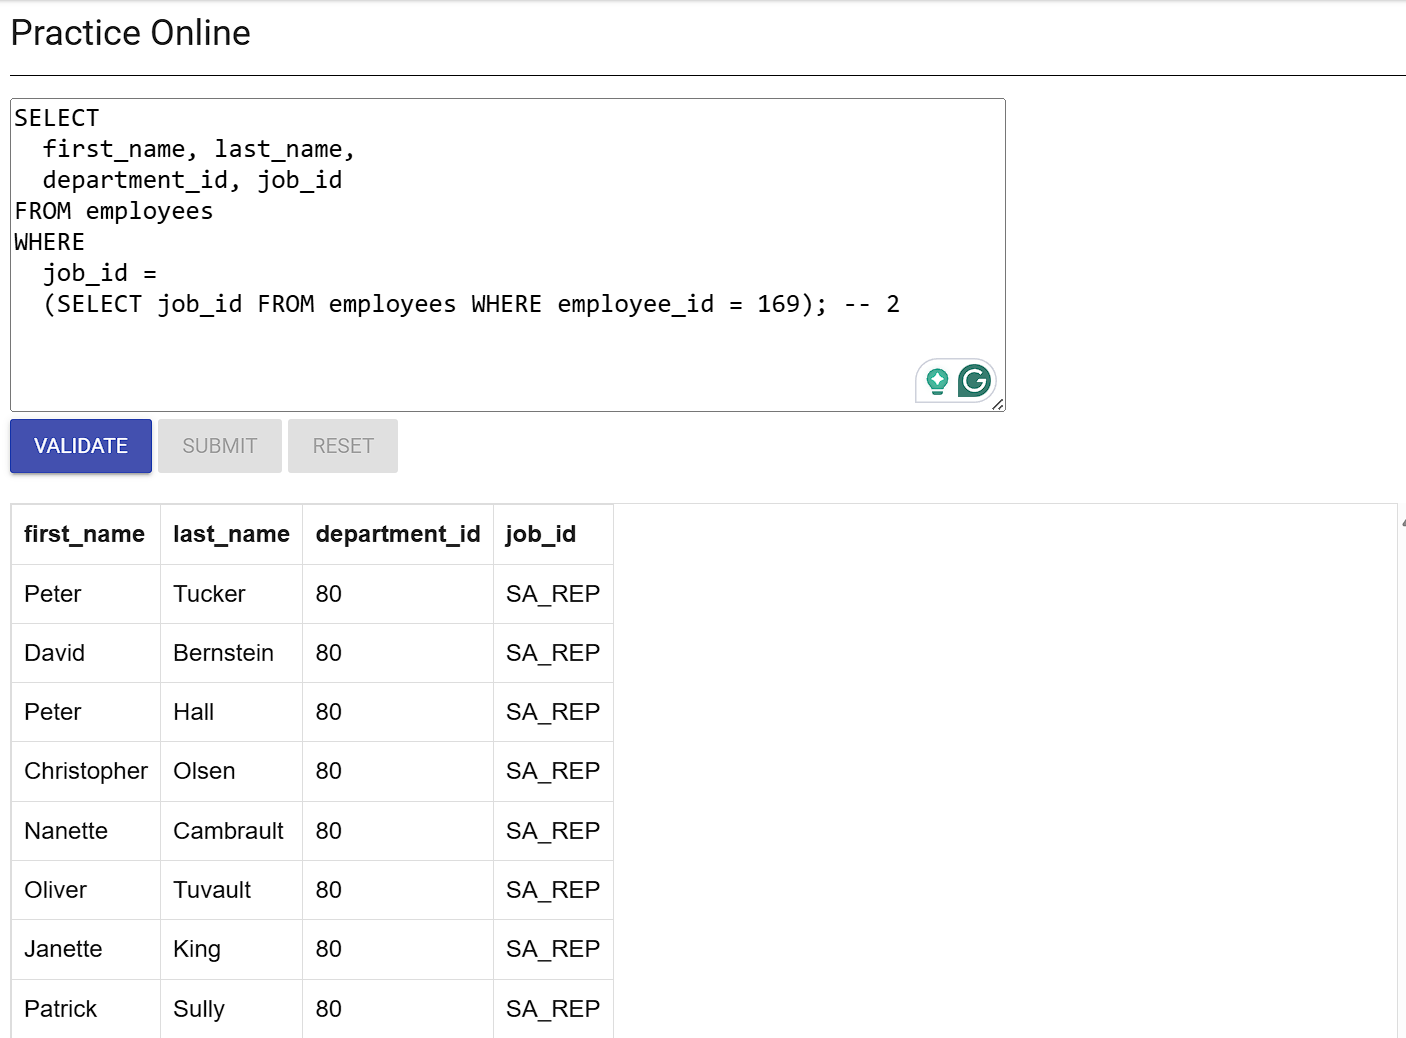 Practice Online
SELECT
  first_name, last_name,
  department_id, job_id
FROM employees
WHERE
  job_id =
  (SELECT job_id FROM employees WHERE employee_id = 169); -- 2
VALIDATE SUBMIT RESET
first_name last_name department_id job_id
Peter Tucker 80 SA_REP
David Bernstein 80 SA_REP
Peter Hall 80 SA_REP
Christopher Olsen 80 SA_REP
Nanette Cambrault 80 SA_REP
Oliver Tuvault 80 SA_REP
Janette King 80 SA_REP
Patrick Sully 80 SA_REP